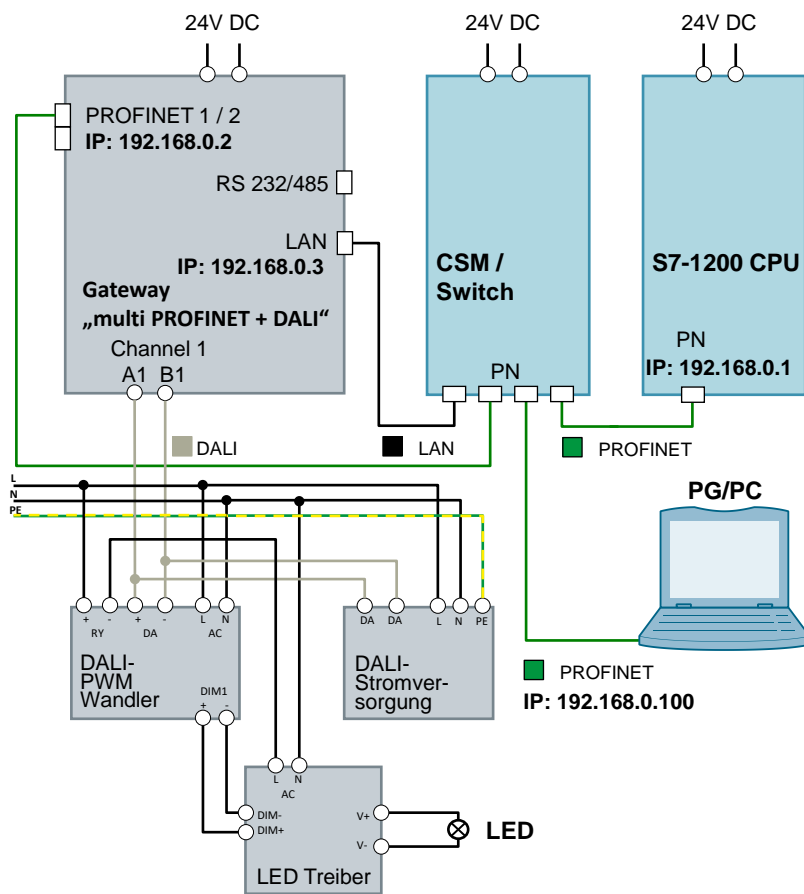 24V DC
24V DC
24V DC
PROFINET 1 / 2
IP: 192.168.0.2
RS 232/485
LAN
IP: 192.168.0.3
Gateway
„multi PROFINET + DALI“
Channel 1
A1 B1
CSM /
Switch
PN
S7-1200 CPU
PN
IP: 192.168.0.1
DALI
LAN
PROFINET
L
N
PE
PG/PC
+ - + - L N
RY DA AC
DALI-
PWM
Wandler
DIM1
+ -
DA DA L N PE
DALI-
Stromver-
sorgung
PROFINET
IP: 192.168.0.100
L N
AC
DIM-
DIM+
V+
V-
LED Treiber
LED